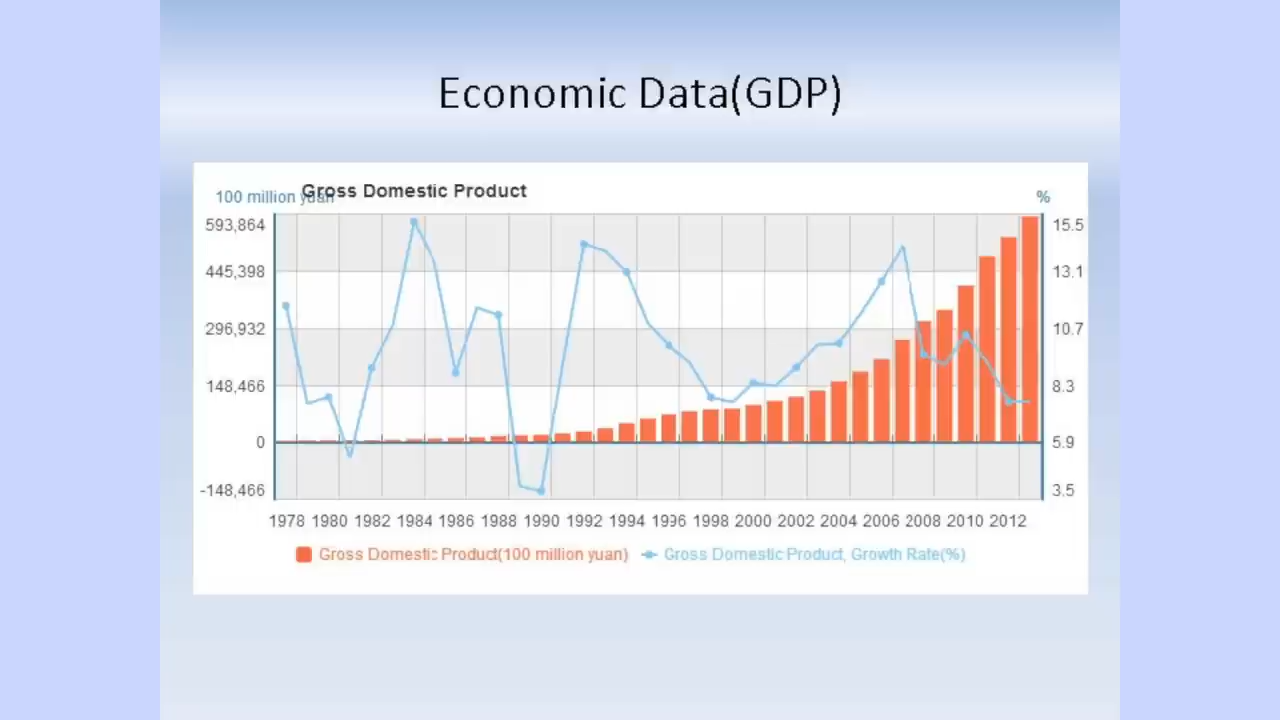 Economic Data(GDP)
100 million yuan
Gross Domestic Product
%
593,864
445,398
296,932
148,466
0
-148,466
15.5
13.1
10.7
8.3
5.9
3.5
1978 1980 1982 1984 1986 1988 1990 1992 1994 1996 1998 2000 2002 2004 2006 2008 2010 2012
Gross Domestic Product(100 million yuan) Gross Domestic Product, Growth Rate(%)